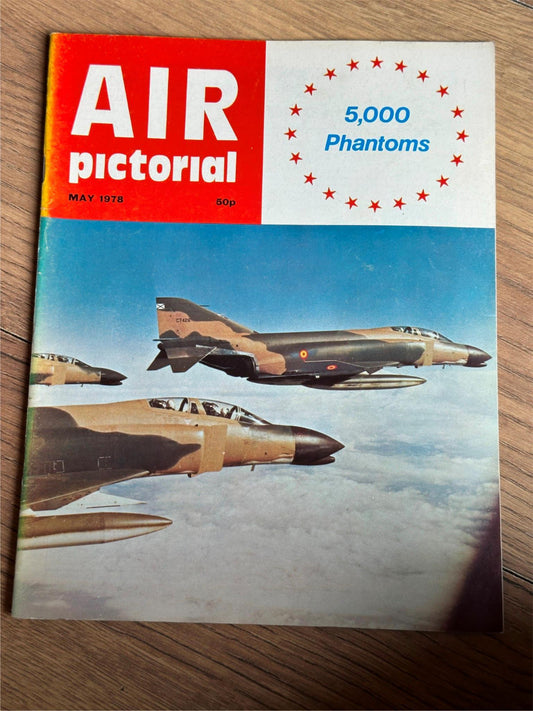 AIR
pictorial
MAY 1978 50p
5,000
Phantoms